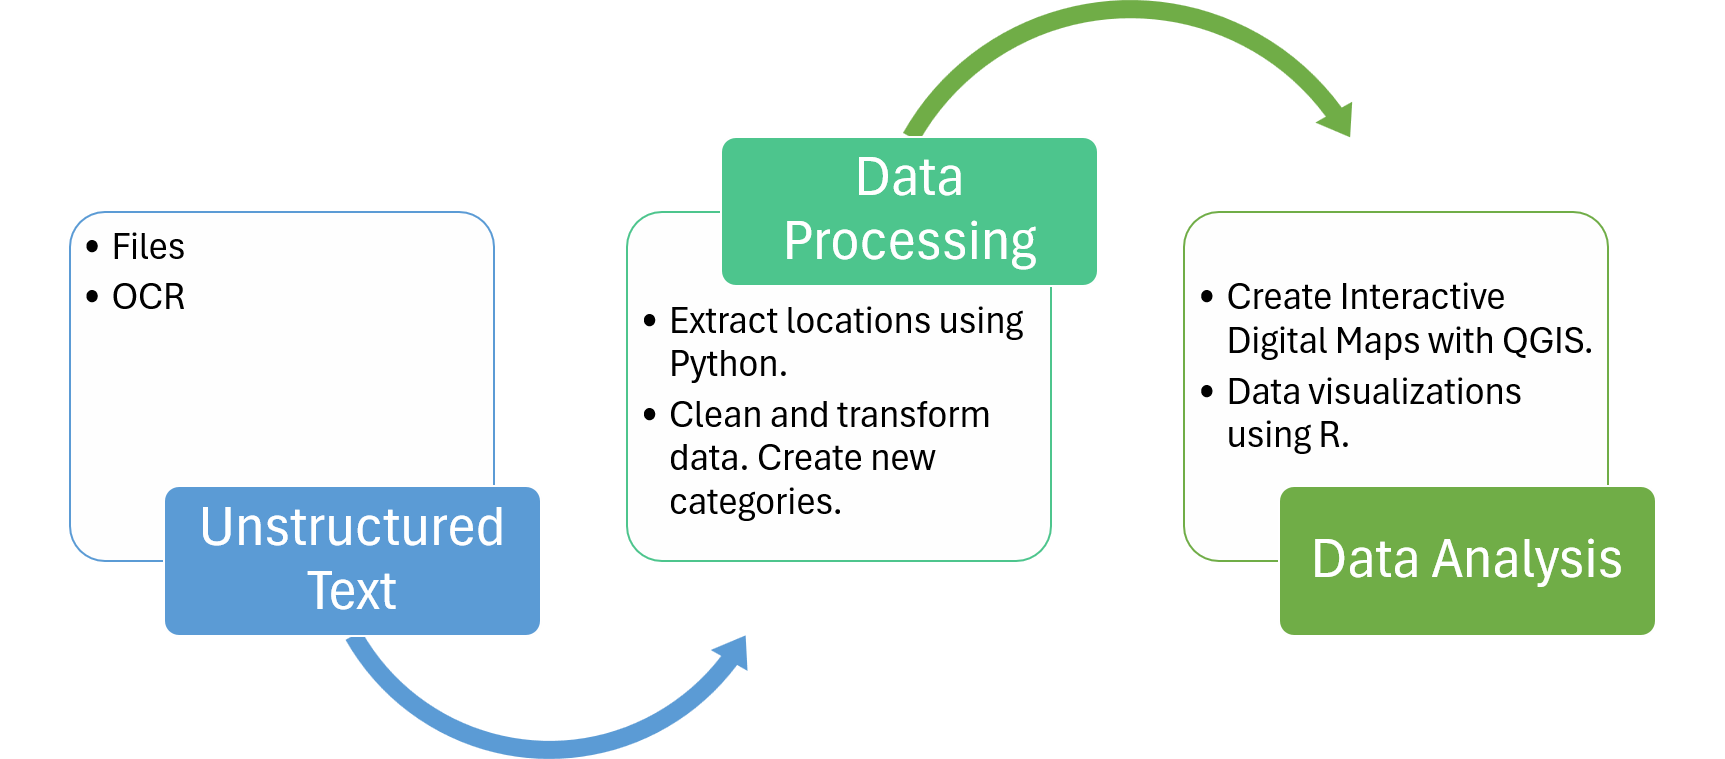 • Files
• OCR
Unstructured
Text
Data
Processing
• Extract locations using
Python.
• Clean and transform
data. Create new
categories.
• Create Interactive
Digital Maps with QGIS.
• Data visualizations
using R.
Data Analysis